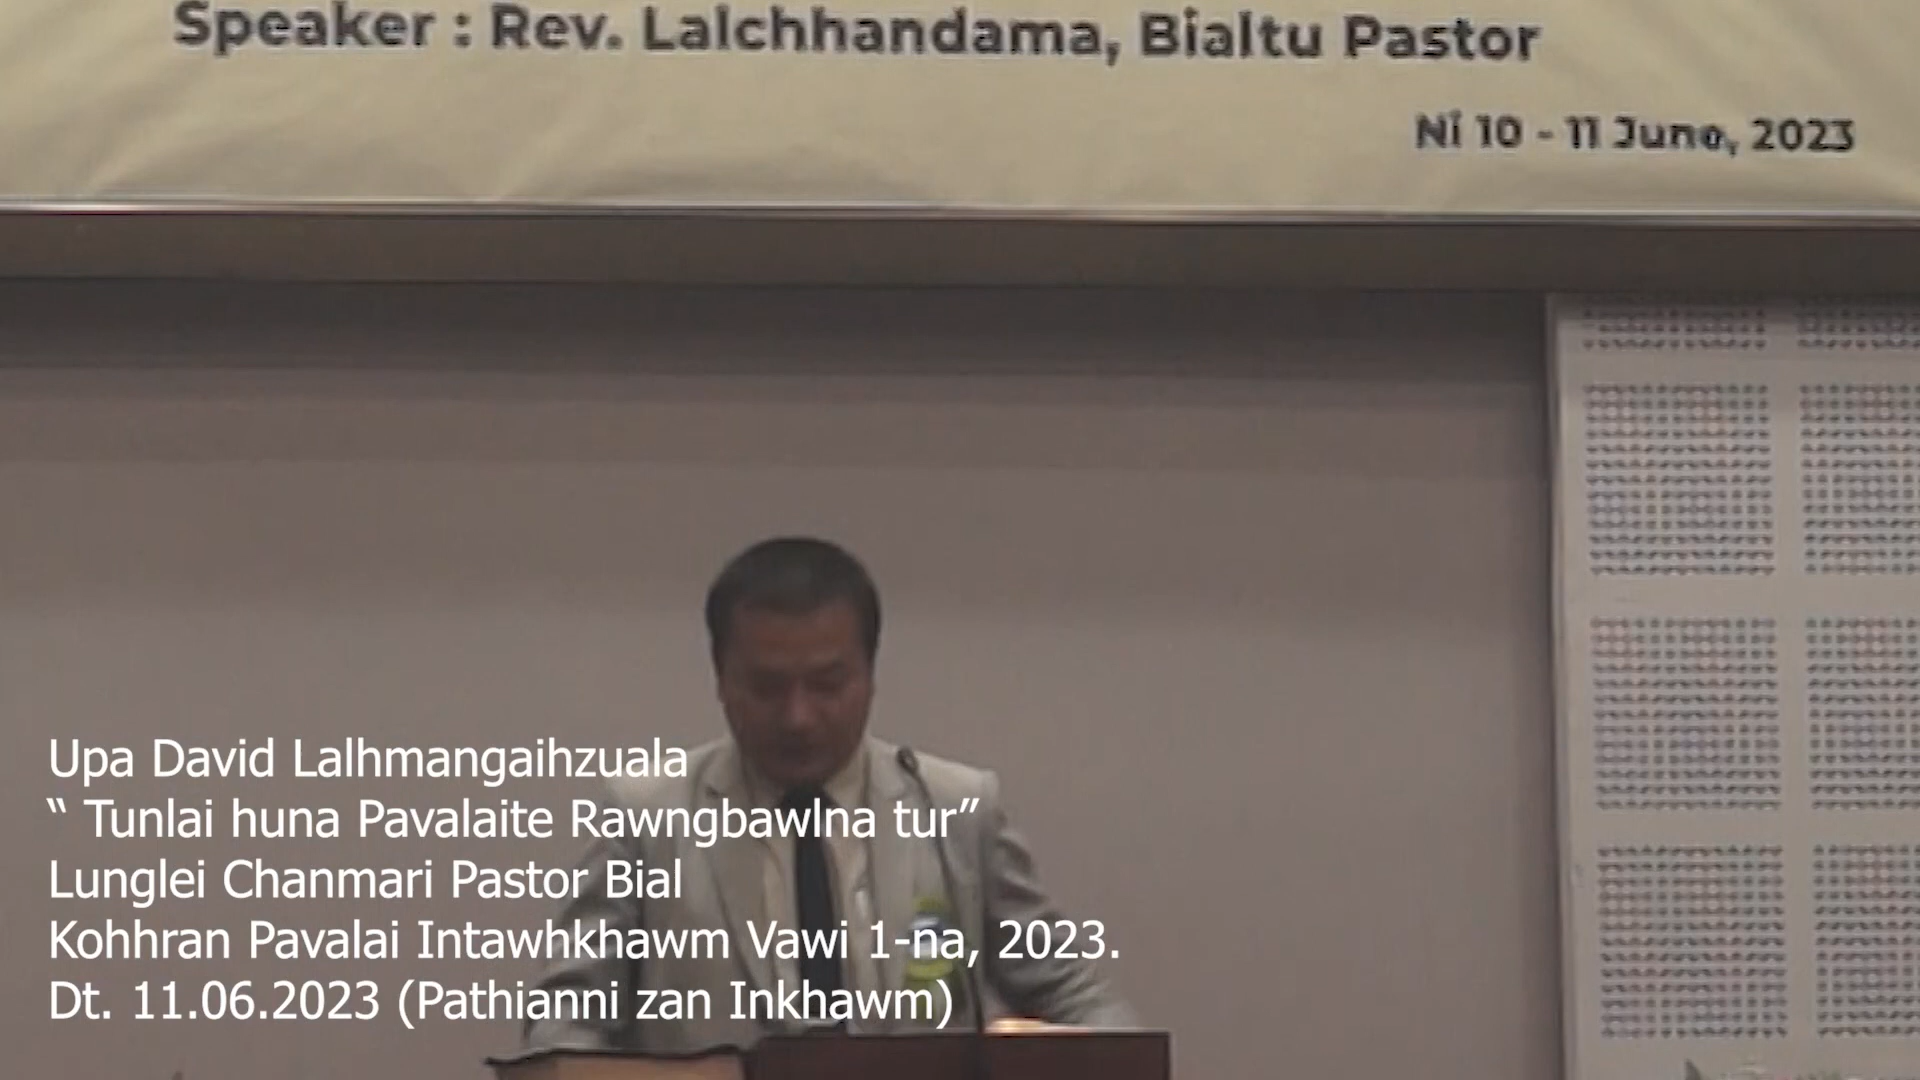 Speaker : Rev. Lalchhandama, Bialtu Pastor
Ni 10 - 11 June, 2023
Upa David Lalhmangaihzuala
“ Tunlai huna Pavalaite Rawngbawlna tur”
Lunglei Chanmari Pastor Bial
Kohhran Pavalai Intawhkhawm Vawi 1-na, 2023.
Dt. 11.06.2023 (Pathianni zan Inkhawm)